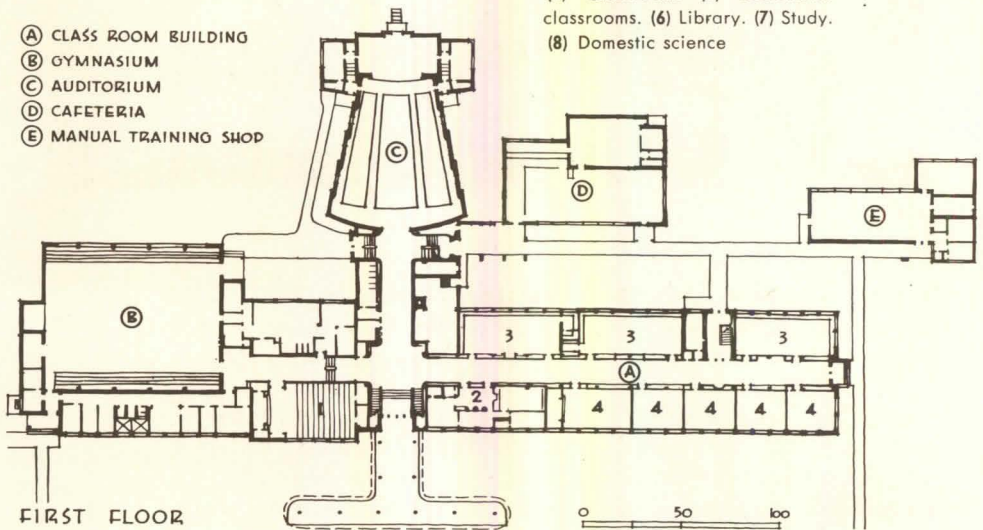 Ⓐ CLASS ROOM BUILDING
Ⓑ GYMNASIUM
Ⓒ AUDITORIUM
Ⓓ CAFETERIA
Ⓔ MANUAL TRAINING SHOP
classrooms. (6) Library. (7) Study.
(8) Domestic science
C
D
E
B
3 3 3
A
2
4 4 4 4 4
FIRST FLOOR
0 50 100